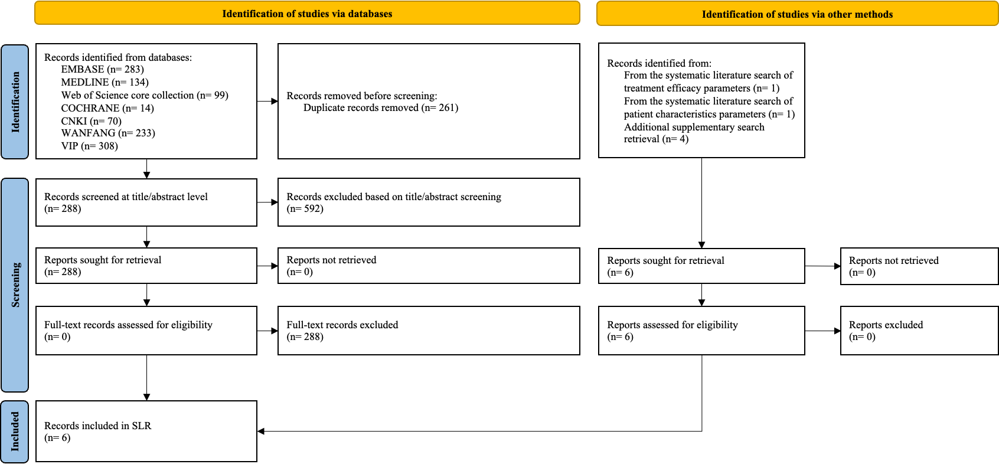 Identification of studies via databases
Identification of studies via other methods
Identification
Records identified from databases:
EMBASE (n= 283)
MEDLINE (n= 134)
Web of Science core collection (n= 99)
COCHRANE (n= 14)
CNKI (n= 70)
WANFANG (n= 233)
VIP (n= 308)
Records removed before screening:
Duplicate records removed (n= 261)
Records identified from:
From the systematic literature search of
treatment efficacy parameters (n= 1)
From the systematic literature search of
patient characteristics parameters (n= 1)
Additional supplementary search
retrieval (n= 4)
Screening
Records screened at title/abstract level
(n= 288)
Records excluded based on title/abstract screening
(n= 592)
Reports sought for retrieval
(n= 288)
Reports not retrieved
(n= 0)
Reports sought for retrieval
(n= 6)
Reports not retrieved
(n= 0)
Full-text records assessed for eligibility
(n= 0)
Full-text records excluded
(n= 288)
Reports assessed for eligibility
(n= 6)
Reports excluded
(n= 0)
Included
Records included in SLR
(n= 6)